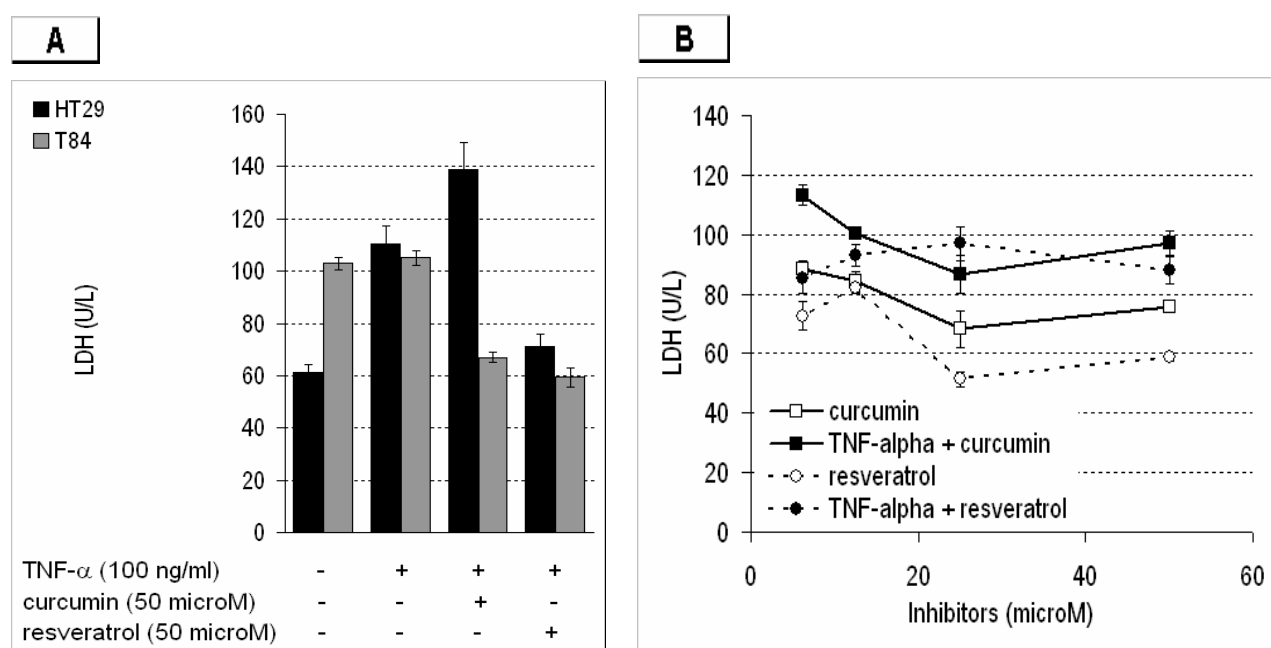 A
HT29
T84
LDH (U/L)
160
140
120
100
80
60
40
20
0
TNF-α (100 ng/ml) - + + +
curcumin (50 microM) - - + -
resveratrol (50 microM) - - - +
B
LDH (U/L)
140
120
100
80
60
40
20
0
curcumin
TNF-alpha + curcumin
resveratrol
TNF-alpha + resveratrol
0 20 40 60
Inhibitors (microM)